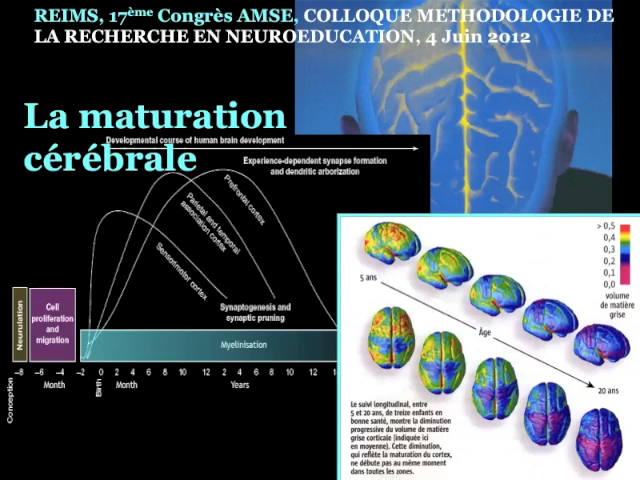 REIMS, 17ème Congrès AMSE, COLLOQUE METHODOLOGIE DE
LA RECHERCHE EN NEUROEDUCATION, 4 Juin 2012
La maturation
cérébrale
Developmental course of human brain development
Experience-dependent synapse formation
and dendritic arborization
Prefrontal cortex
Parietal and temporal
association cortex
Sensorimotor cortex
Synaptogenesis and
synaptic pruning
Neurulation
Cell
proliferation
and
migration
Myelinisation
–8 –6 –4 –2 0 2 4 6 8 10 12 2 4 6 8 10 12 1
Conception
Month
Birth
Month
Years
> 0,5
0,4
0,3
0,2
0,1
0,0
volume
de matière
grise
5 ans
Âge
20 ans
Le suivi longitudinal, entre
5 et 20 ans, de treize enfants en
bonne santé, montre la diminution
progressive du volume de matière
grise corticale (indiquée ici
en moyenne). Cette diminution,
qui reflète la maturation du cortex,
ne débute pas au même moment
dans toutes les zones.